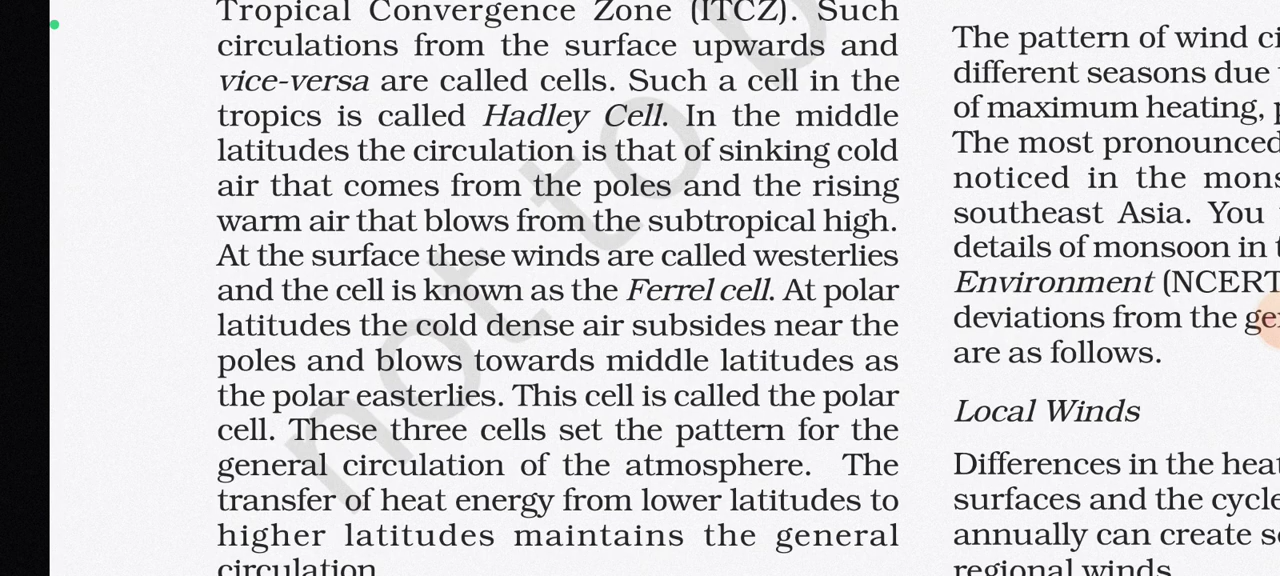 Tropical Convergence Zone (ITCZ). Such
circulations from the surface upwards and
vice-versa are called cells. Such a cell in the
tropics is called Hadley Cell. In the middle
latitudes the circulation is that of sinking cold
air that comes from the poles and the rising
warm air that blows from the subtropical high.
At the surface these winds are called westerlies
and the cell is known as the Ferrel cell. At polar
latitudes the cold dense air subsides near the
poles and blows towards middle latitudes as
the polar easterlies. This cell is called the polar
cell. These three cells set the pattern for the
general circulation of the atmosphere. The
transfer of heat energy from lower latitudes to
higher latitudes maintains the general
circulation
The pattern of wind
different seasons due
of maximum heating,
The most pronounced
noticed in the
southeast Asia. You
details of monsoon in
Environment (NCERT
deviations from the
are as follows.
Local Winds
Differences in the
surfaces and the
annually can create
regional winds
not to